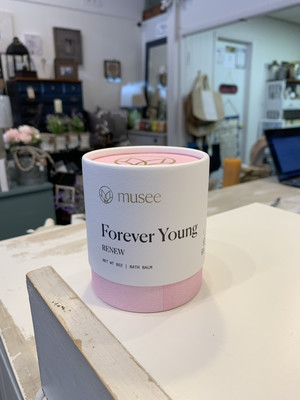 musee
Forever Young
RENEW
NET WT 8OZ | BATH BALM